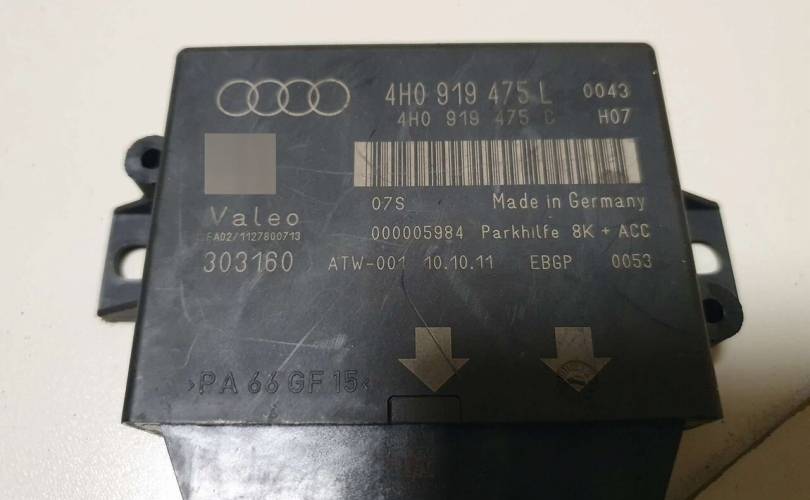 4H0 919 475 L 0043
4H0 919 475 C H07
07S Made in Germany
Valeo
000005984 Parkhilfe 8K + ACC
FAD2/1127800713
303160 ATW-001 10.10.11 EBGP 0053
>PA 66 GF 15<